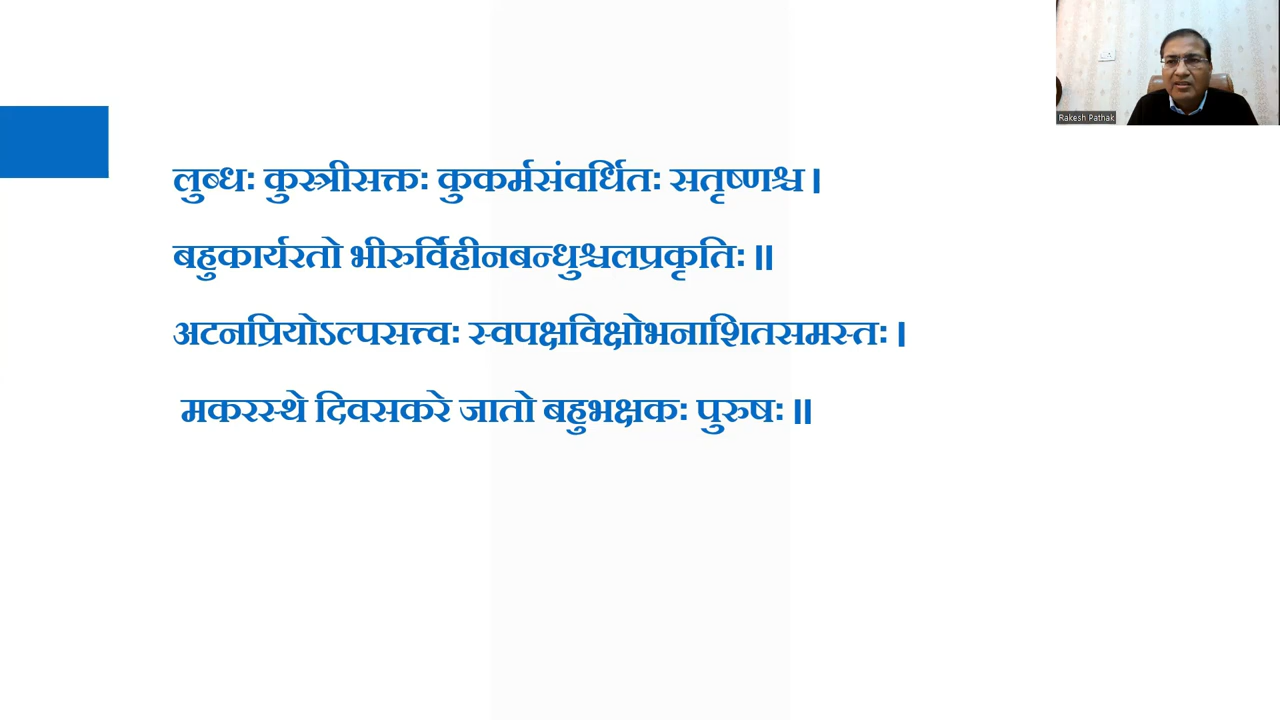 Rakesh Pathak
लुब्धः कुस्त्रीसक्तः कुकर्मसंवर्धितः सतृष्णश्च ।
बहुकार्यरतो भीरुर्विहीनबन्धुश्चलप्रकृतिः ॥
अटनप्रियोऽल्पसत्त्वः स्वपक्षविक्षोभनाशितसमस्तः ।
मकरस्थे दिवसकरे जातो बहुभक्षकः पुरुषः ॥